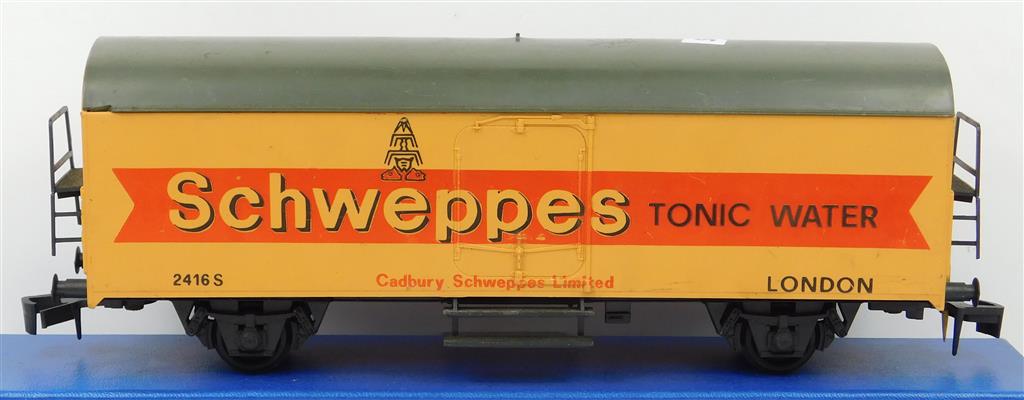 Schweppes TONIC WATER
2416 S
Cadbury Schweppes Limited
LONDON